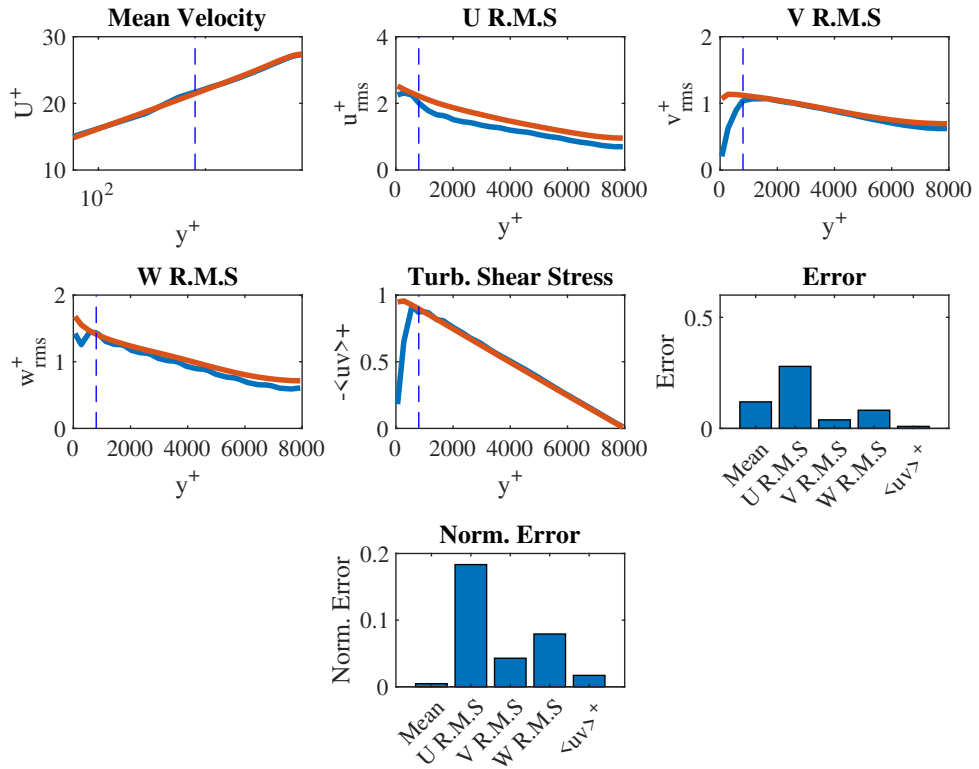 Mean Velocity
U⁺
30
20
10
10²
y⁺
U R.M.S
u⁺rms
4
2
0
0 2000 4000 6000 8000
y⁺
V R.M.S
v⁺rms
2
1
0
0 2000 4000 6000 8000
y⁺
W R.M.S
w⁺rms
2
1
0
0 2000 4000 6000 8000
y⁺
Turb. Shear Stress
-<uv>+
1
0.5
0
0 2000 4000 6000 8000
y⁺
Error
Error
0.5
0
Mean
U R.M.S
V R.M.S
W R.M.S
<uv>⁺
Norm. Error
Norm. Error
0.2
0.1
0
Mean
U R.M.S
V R.M.S
W R.M.S
<uv>⁺